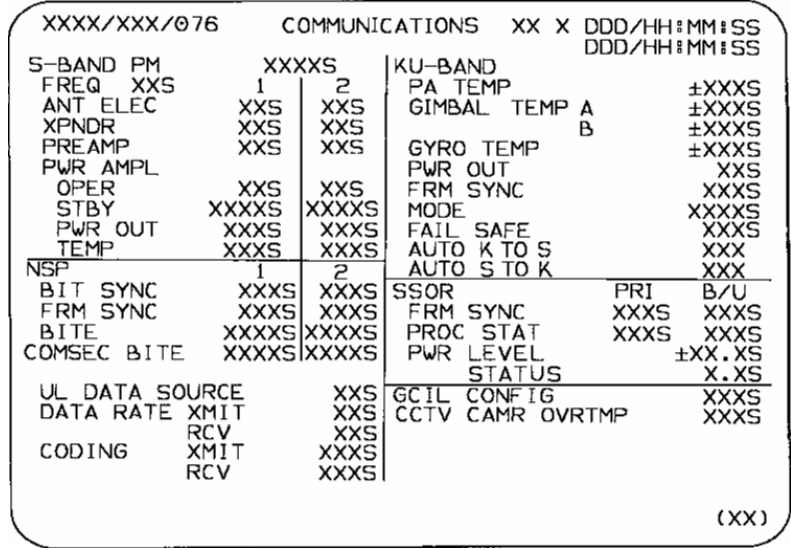 XXXX/XXX/076 COMMUNICATIONS XX X DDD/HH:MM:SS
DDD/HH:MM:SS
S-BAND PM XXXXS
FREQ XXS 1 2
ANT ELEC XXS XXS
XPNDR XXS XXS
PREAMP XXS XXS
PWR AMPL
OPER XXS XXS
STBY XXXXS XXXXS
PWR OUT XXXS XXXS
TEMP XXXS XXXS
NSP 1 2
BIT SYNC XXXS XXXS
FRM SYNC XXXS XXXS
BITE XXXXS XXXXS
COMSEC BITE XXXXS XXXXS
UL DATA SOURCE XXS
DATA RATE XMIT XXS
RCV XXS
CODING XMIT XXXS
RCV XXXS
KU-BAND
PA TEMP ±XXXS
GIMBAL TEMP A ±XXXS
B ±XXXS
GYRO TEMP ±XXXS
PWR OUT XXS
FRM SYNC XXXS
MODE XXXXS
FAIL SAFE XXXS
AUTO K TO S XXX
AUTO S TO K XXX
SSOR PRI B/U
FRM SYNC XXXS XXXS
PROC STAT XXXS XXXS
PWR LEVEL ±XX.XS
STATUS X.XS
GCIL CONFIG XXXS
CCTV CAMR OVRTMP XXXS
(XX)